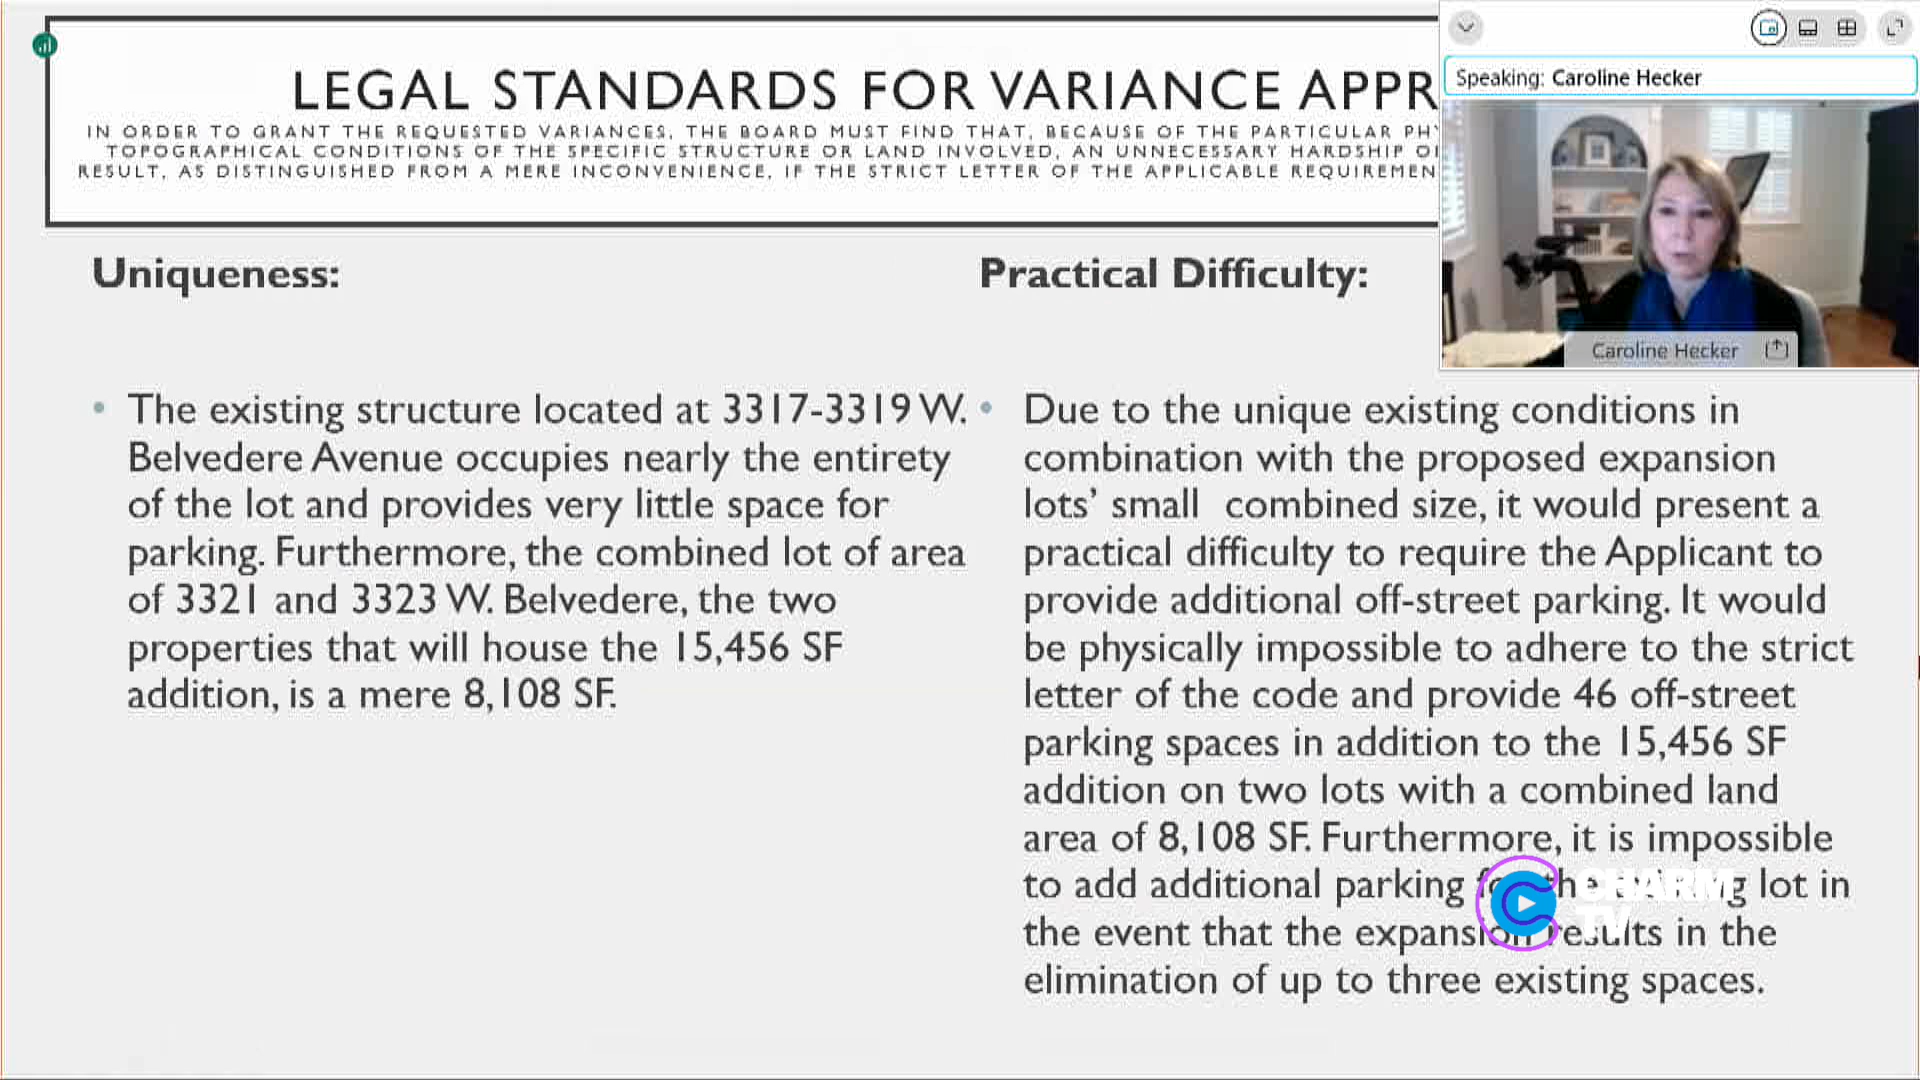 LEGAL STANDARDS FOR VARIANCE APPR
IN ORDER TO GRANT THE REQUESTED VARIANCES, THE BOARD MUST FIND THAT, BECAUSE OF THE PARTICULAR PHY
TOPOGRAPHICAL CONDITIONS OF THE SPECIFIC STRUCTURE OR LAND INVOLVED, AN UNNECESSARY HARDSHIP O
RESULT, AS DISTINGUISHED FROM A MERE INCONVENIENCE, IF THE STRICT LETTER OF THE APPLICABLE REQUIREMEN
Speaking: Caroline Hecker
Caroline Hecker
Uniqueness:
The existing structure located at 3317-3319 W.
Belvedere Avenue occupies nearly the entirety
of the lot and provides very little space for
parking. Furthermore, the combined lot of area
of 3321 and 3323 W. Belvedere, the two
properties that will house the 15,456 SF
addition, is a mere 8,108 SF.
Practical Difficulty:
Due to the unique existing conditions in
combination with the proposed expansion
lots' small combined size, it would present a
practical difficulty to require the Applicant to
provide additional off-street parking. It would
be physically impossible to adhere to the strict
letter of the code and provide 46 off-street
parking spaces in addition to the 15,456 SF
addition on two lots with a combined land
area of 8,108 SF. Furthermore, it is impossible
to add additional parking the lot in
the event that the expansion results in the
elimination of up to three existing spaces.
CHARM
TV